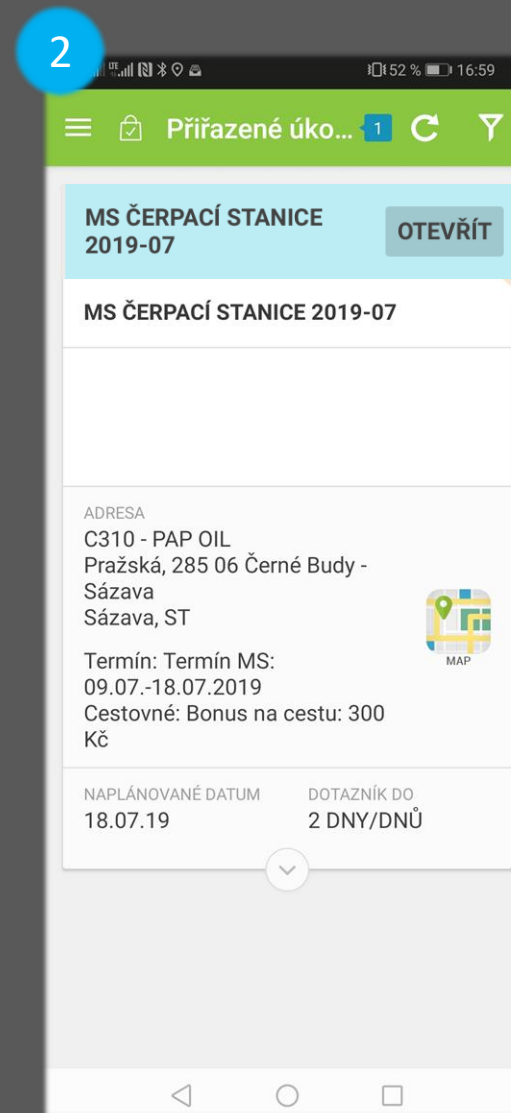 2
LTE 52 % 16:59
Přiřazené úko... 1
MS ČERPACÍ STANICE
2019-07
OTEVŘÍT
MS ČERPACÍ STANICE 2019-07
ADRESA
C310 - PAP OIL
Pražská, 285 06 Černé Budy -
Sázava
Sázava, ST
MAP
Termín: Termín MS:
09.07.-18.07.2019
Cestovné: Bonus na cestu: 300
Kč
NAPLÁNOVANÉ DATUM
DOTAZNÍK DO
18.07.19
2 DNY/DNŮ